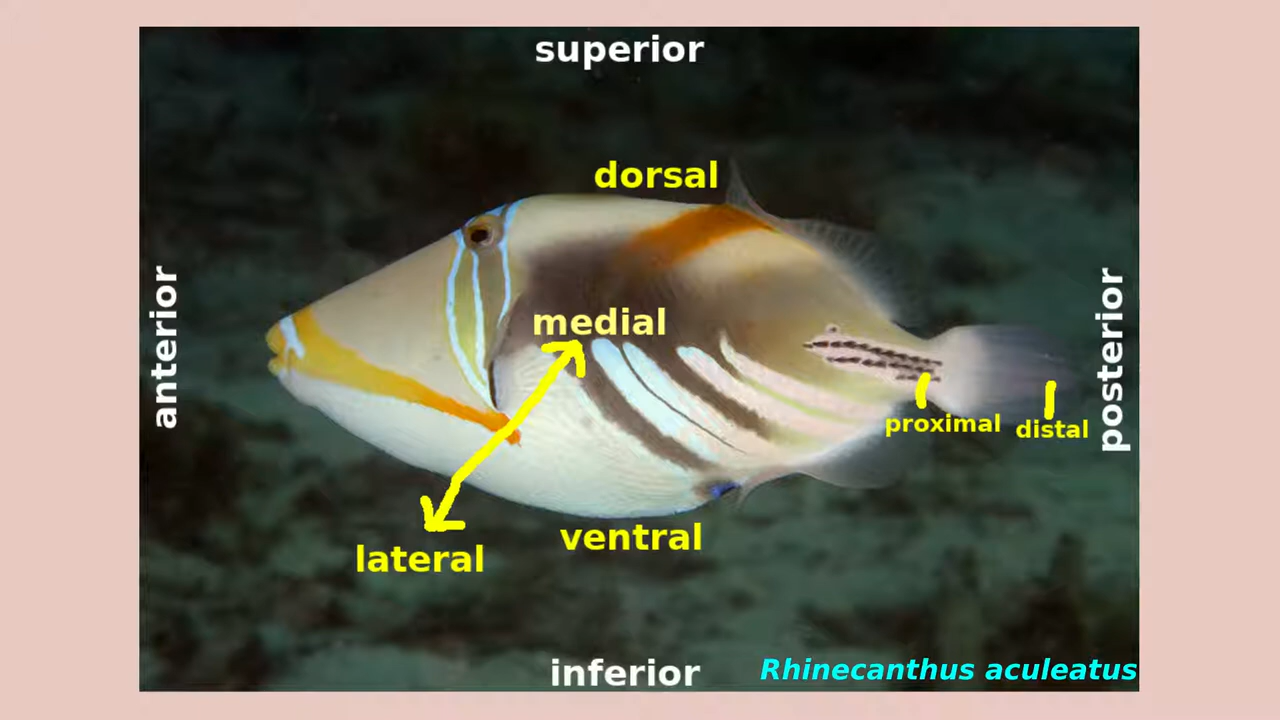 superior
dorsal
anterior
medial
posterior
proximal
distal
ventral
lateral
inferior
Rhinecanthus aculeatus